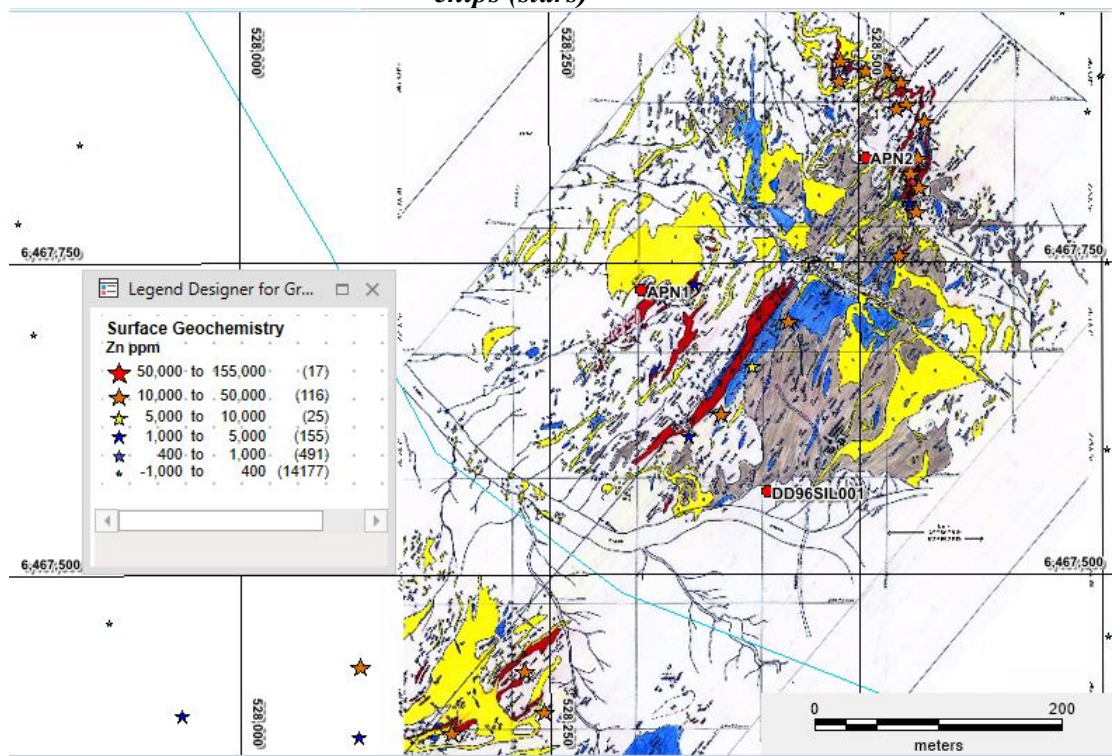 chips (stars)
528,000
528,250
528,500
APN2
6,467,750
6,467,750
APN1
Legend Designer for Gr...
Surface Geochemistry
Zn ppm
50,000 to 155,000 (17)
10,000 to 50,000 (116)
5,000 to 10,000 (25)
1,000 to 5,000 (155)
400 to 1,000 (491)
-1,000 to 400 (14177)
DD96SIL001
6,467,500
6,467,500
528,000
528,250
0 200
meters